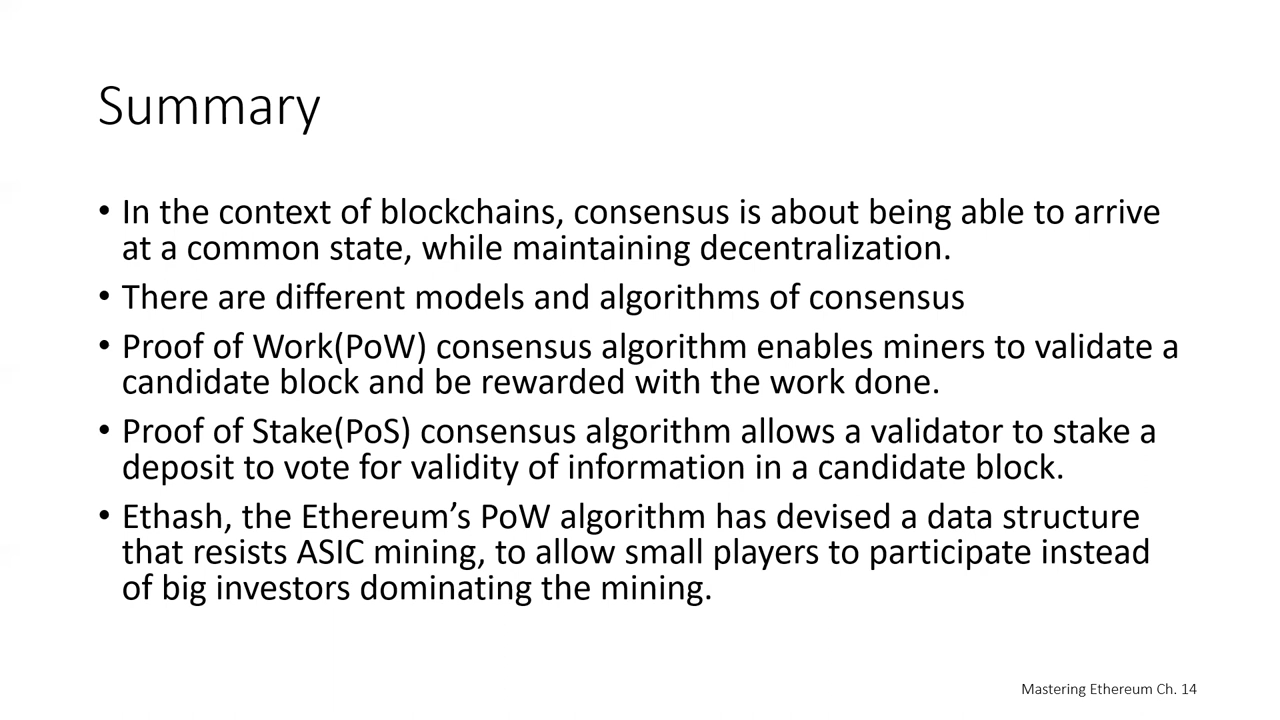 Summary
• In the context of blockchains, consensus is about being able to arrive
at a common state, while maintaining decentralization.
• There are different models and algorithms of consensus
• Proof of Work(PoW) consensus algorithm enables miners to validate a
candidate block and be rewarded with the work done.
• Proof of Stake(PoS) consensus algorithm allows a validator to stake a
deposit to vote for validity of information in a candidate block.
• Ethash, the Ethereum’s PoW algorithm has devised a data structure
that resists ASIC mining, to allow small players to participate instead
of big investors dominating the mining.
Mastering Ethereum Ch. 14